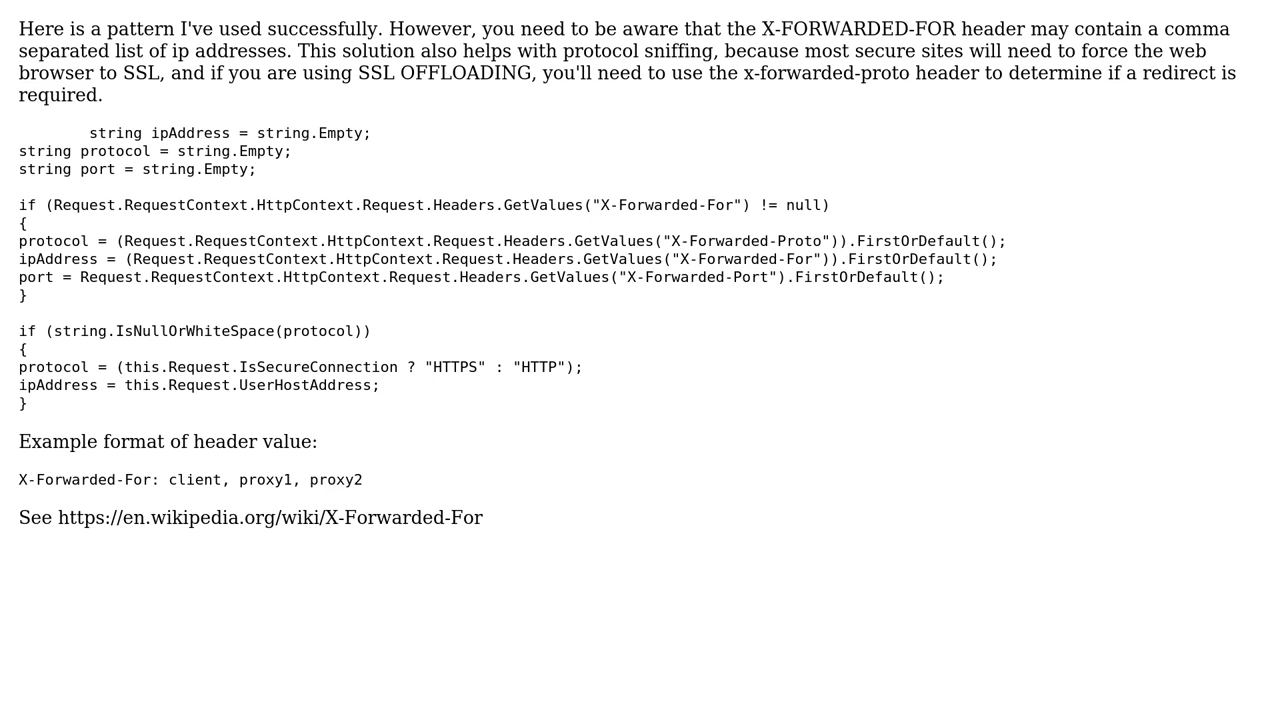 Here is a pattern I've used successfully. However, you need to be aware that the X-FORWARDED-FOR header may contain a comma
separated list of ip addresses. This solution also helps with protocol sniffing, because most secure sites will need to force the web
browser to SSL, and if you are using SSL OFFLOADING, you'll need to use the x-forwarded-proto header to determine if a redirect is
required.
        string ipAddress = string.Empty;
string protocol = string.Empty;
string port = string.Empty;

if (Request.RequestContext.HttpContext.Request.Headers.GetValues("X-Forwarded-For") != null)
{
protocol = (Request.RequestContext.HttpContext.Request.Headers.GetValues("X-Forwarded-Proto")).FirstOrDefault();
ipAddress = (Request.RequestContext.HttpContext.Request.Headers.GetValues("X-Forwarded-For")).FirstOrDefault();
port = Request.RequestContext.HttpContext.Request.Headers.GetValues("X-Forwarded-Port").FirstOrDefault();
}

if (string.IsNullOrWhiteSpace(protocol))
{
protocol = (this.Request.IsSecureConnection ? "HTTPS" : "HTTP");
ipAddress = this.Request.UserHostAddress;
}
Example format of header value:
X-Forwarded-For: client, proxy1, proxy2
See https://en.wikipedia.org/wiki/X-Forwarded-For